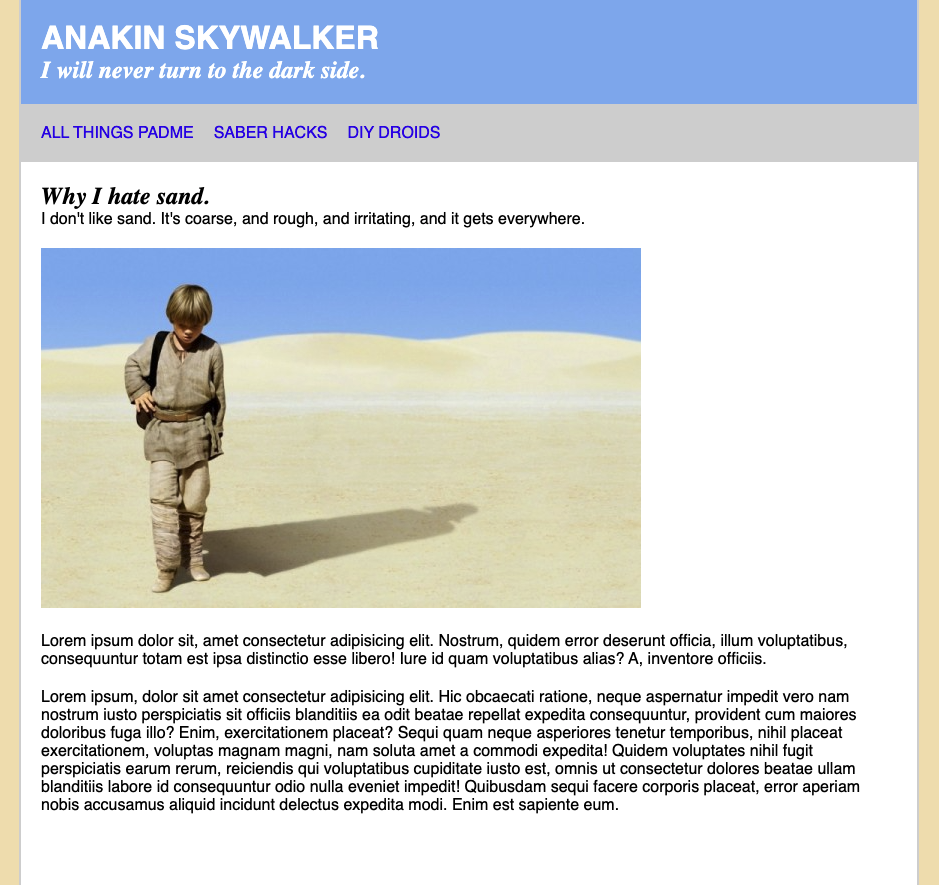 ANAKIN SKYWALKER
I will never turn to the dark side.
ALL THINGS PADME SABER HACKS DIY DROIDS
Why I hate sand.
I don't like sand. It's coarse, and rough, and irritating, and it gets everywhere.
Lorem ipsum dolor sit, amet consectetur adipisicing elit. Nostrum, quidem error deserunt officia, illum voluptatibus,
consequuntur totam est ipsa distinctio esse libero! Iure id quam voluptatibus alias? A, inventore officiis.
Lorem ipsum, dolor sit amet consectetur adipisicing elit. Hic obcaecati ratione, neque aspernatur impedit vero nam
nostrum iusto perspiciatis sit officiis blanditiis ea odit beatae repellat expedita consequuntur, provident cum maiores
doloribus fuga illo? Enim, exercitationem placeat? Sequi quam neque asperiores tenetur temporibus, nihil placeat
exercitationem, voluptas magnam magni, nam soluta amet a commodi expedita! Quidem voluptates nihil fugit
perspiciatis earum rerum, reiciendis qui voluptatibus cupiditate iusto est, omnis ut consectetur dolores beatae ullam
blanditiis labore id consequuntur odio nulla eveniet impedit! Quibusdam sequi facere corporis placeat, error aperiam
nobis accusamus aliquid incidunt delectus expedita modi. Enim est sapiente eum.